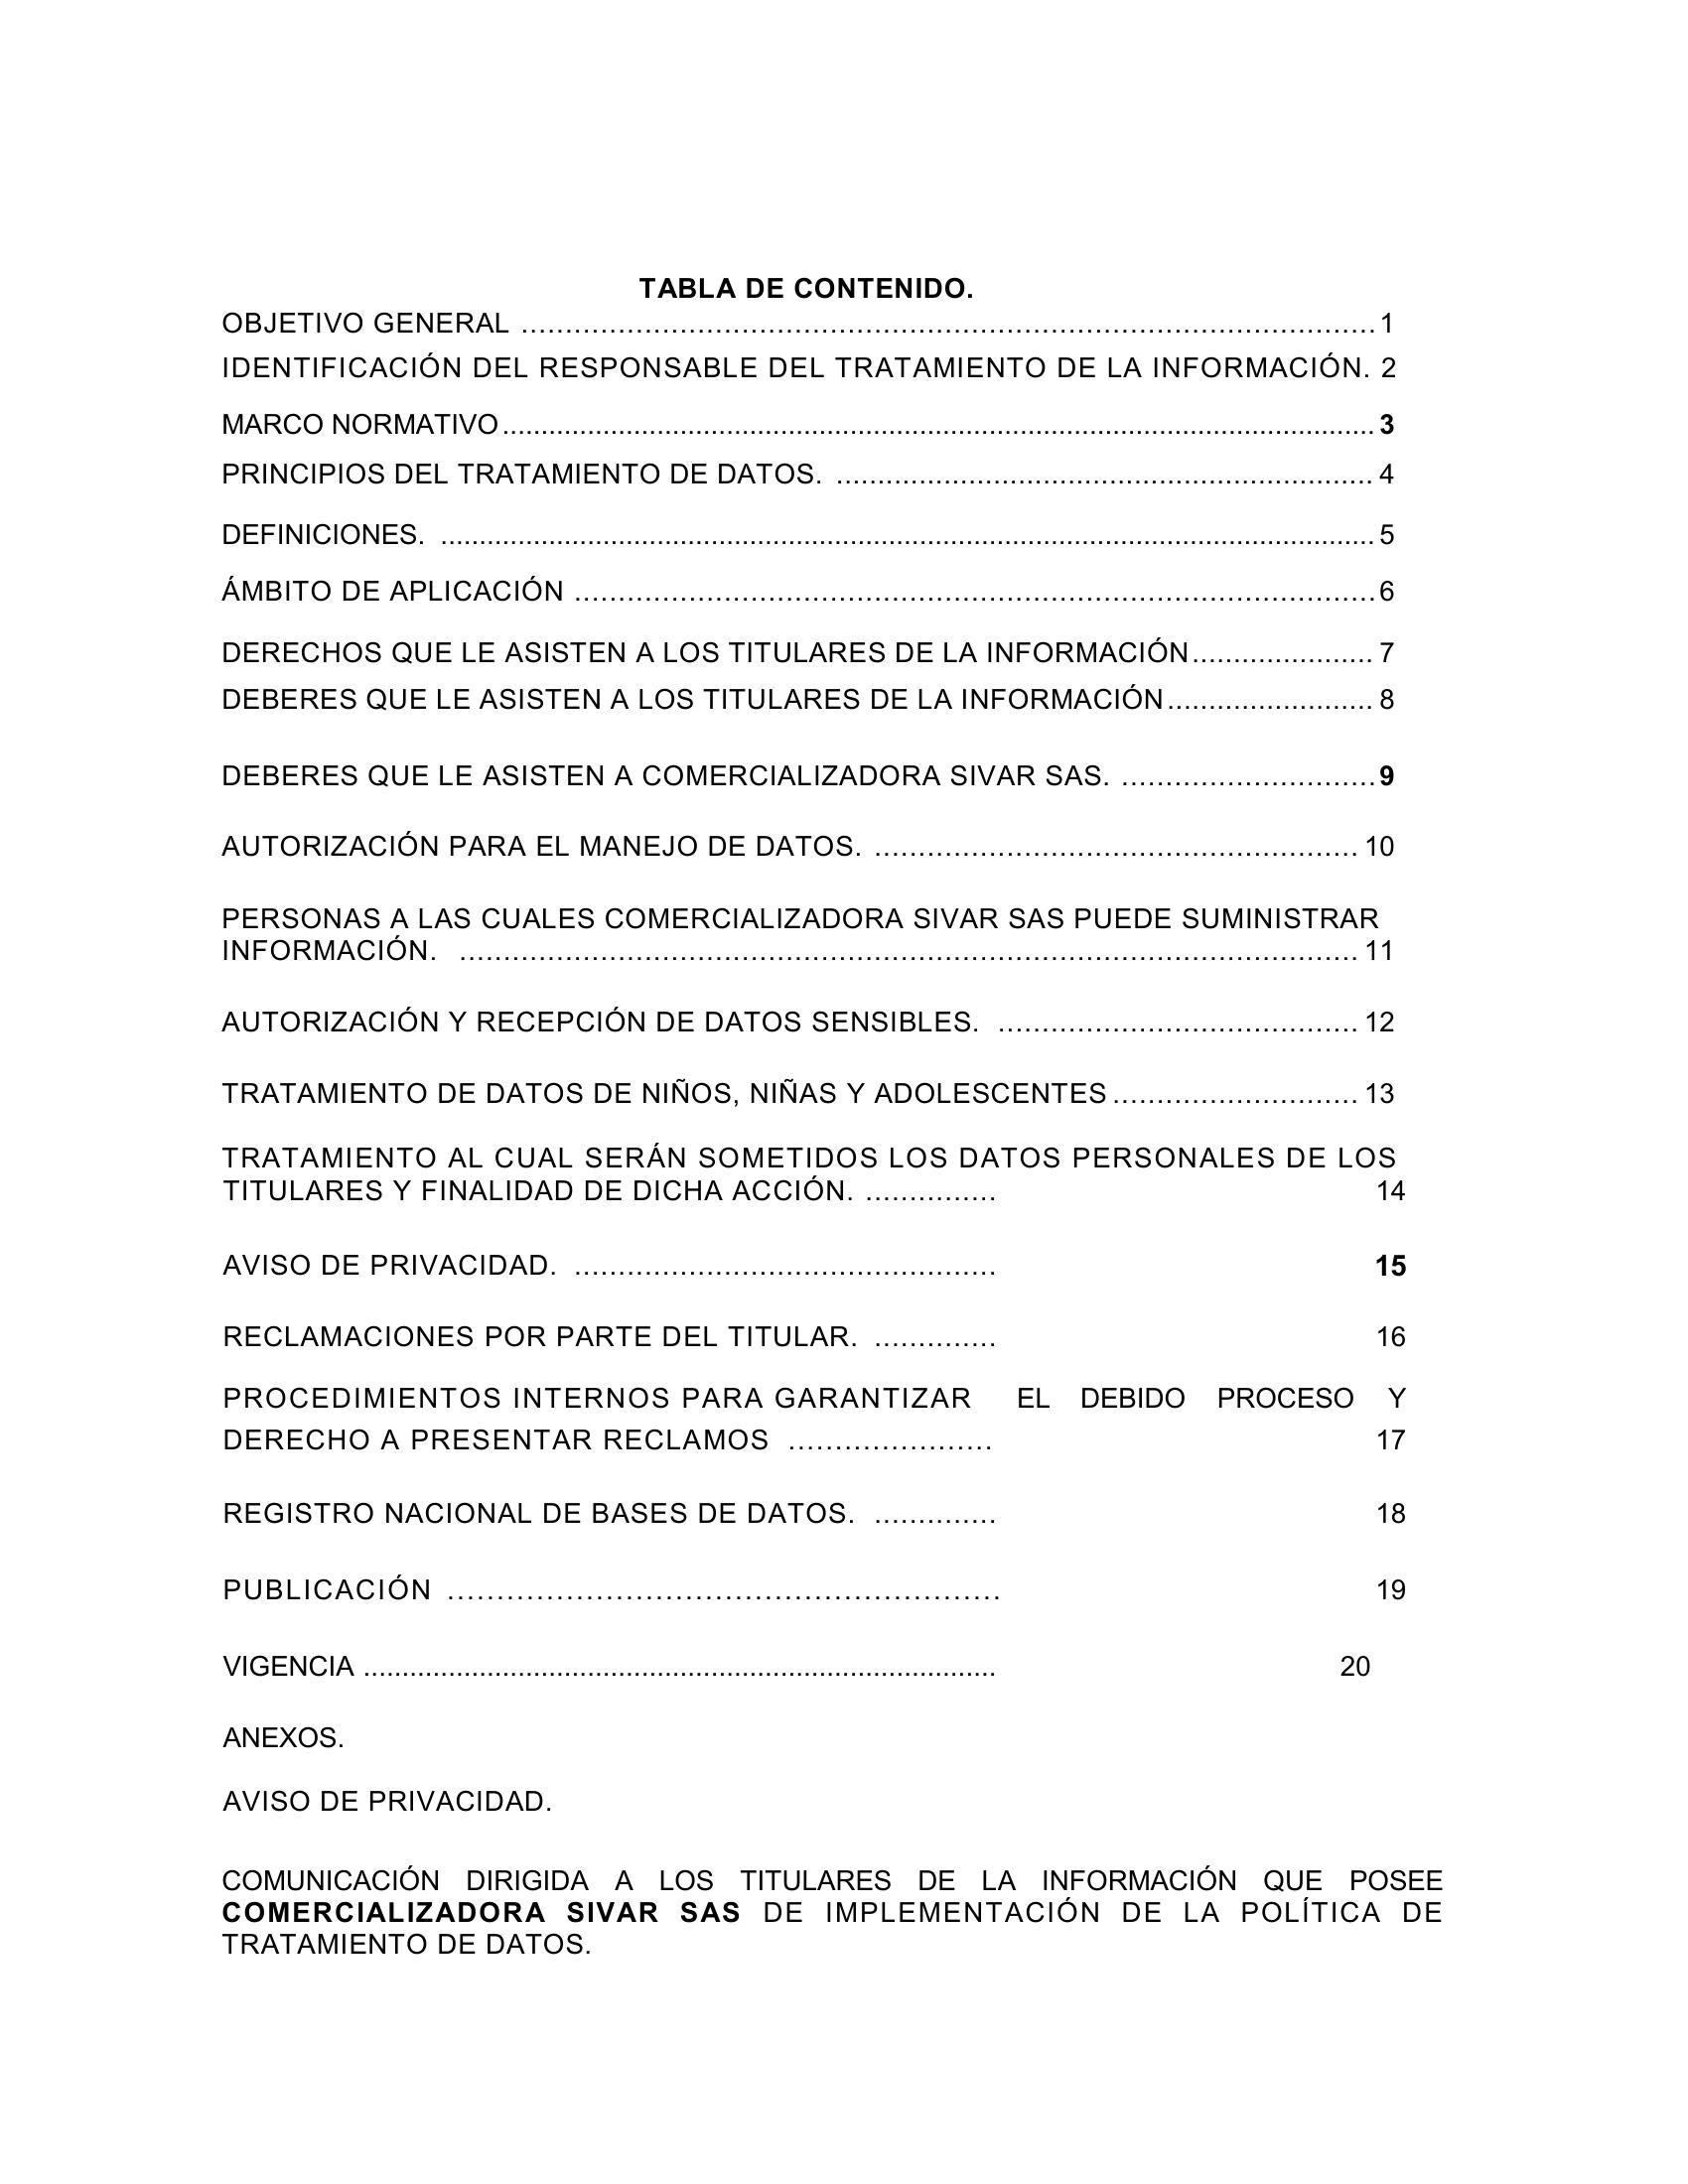 TABLA DE CONTENIDO.
OBJETIVO GENERAL ................................................................................................ 1
IDENTIFICACIÓN DEL RESPONSABLE DEL TRATAMIENTO DE LA INFORMACIÓN. 2
MARCO NORMATIVO ................................................................................................................ 3
PRINCIPIOS DEL TRATAMIENTO DE DATOS. ................................................................ 4
DEFINICIONES. ........................................................................................................................ 5
ÁMBITO DE APLICACIÓN .......................................................................................... 6
DERECHOS QUE LE ASISTEN A LOS TITULARES DE LA INFORMACIÓN ...................... 7
DEBERES QUE LE ASISTEN A LOS TITULARES DE LA INFORMACIÓN ......................... 8
DEBERES QUE LE ASISTEN A COMERCIALIZADORA SIVAR SAS. ............................. 9
AUTORIZACIÓN PARA EL MANEJO DE DATOS. ....................................................... 10
PERSONAS A LAS CUALES COMERCIALIZADORA SIVAR SAS PUEDE SUMINISTRAR
INFORMACIÓN. ...................................................................................................... 11
AUTORIZACIÓN Y RECEPCIÓN DE DATOS SENSIBLES. ......................................... 12
TRATAMIENTO DE DATOS DE NIÑOS, NIÑAS Y ADOLESCENTES ............................ 13
TRATAMIENTO AL CUAL SERÁN SOMETIDOS LOS DATOS PERSONALES DE LOS
TITULARES Y FINALIDAD DE DICHA ACCIÓN. ............... 14
AVISO DE PRIVACIDAD. ................................................ 15
RECLAMACIONES POR PARTE DEL TITULAR. .............. 16
PROCEDIMIENTOS INTERNOS PARA GARANTIZAR EL DEBIDO PROCESO Y
DERECHO A PRESENTAR RECLAMOS ...................... 17
REGISTRO NACIONAL DE BASES DE DATOS. .............. 18
PUBLICACIÓN ........................................................ 19
VIGENCIA .................................................................................. 20
ANEXOS.
AVISO DE PRIVACIDAD.
COMUNICACIÓN DIRIGIDA A LOS TITULARES DE LA INFORMACIÓN QUE POSEE
COMERCIALIZADORA SIVAR SAS DE IMPLEMENTACIÓN DE LA POLÍTICA DE
TRATAMIENTO DE DATOS.